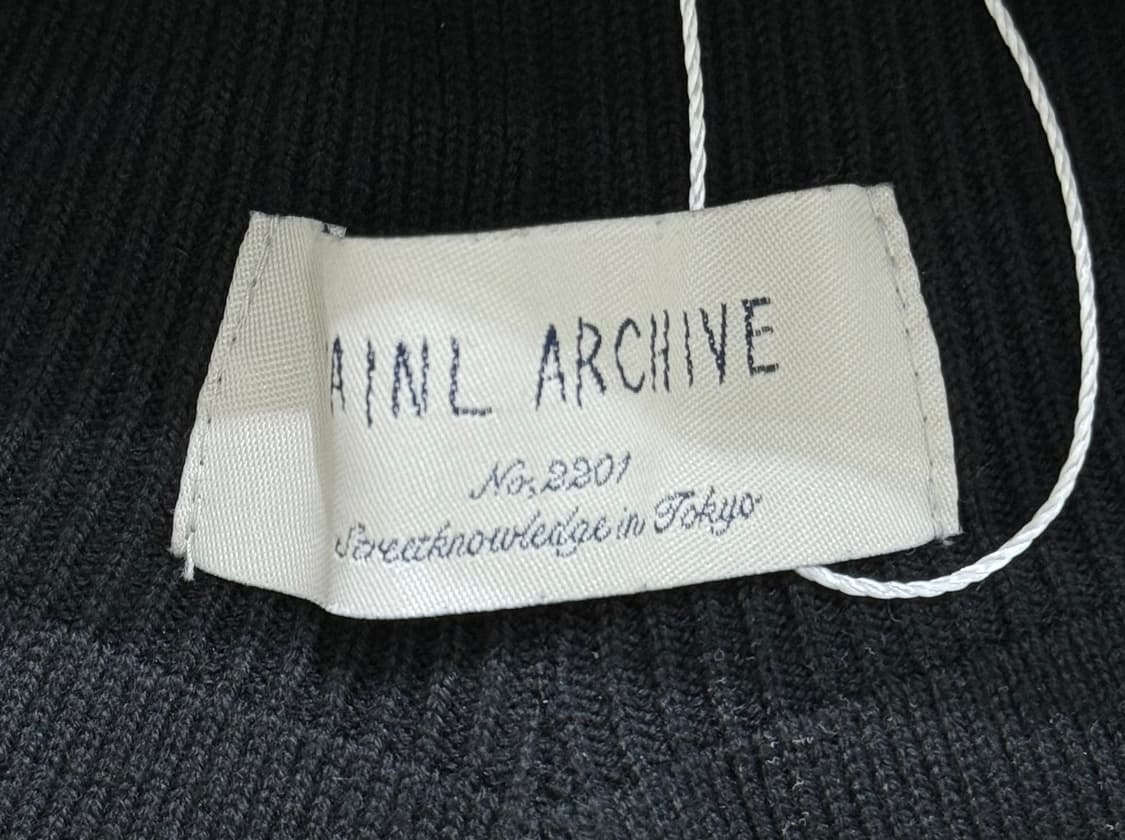 AINL ARCHIVE
No,2201
Streetknowledge in Tokyo